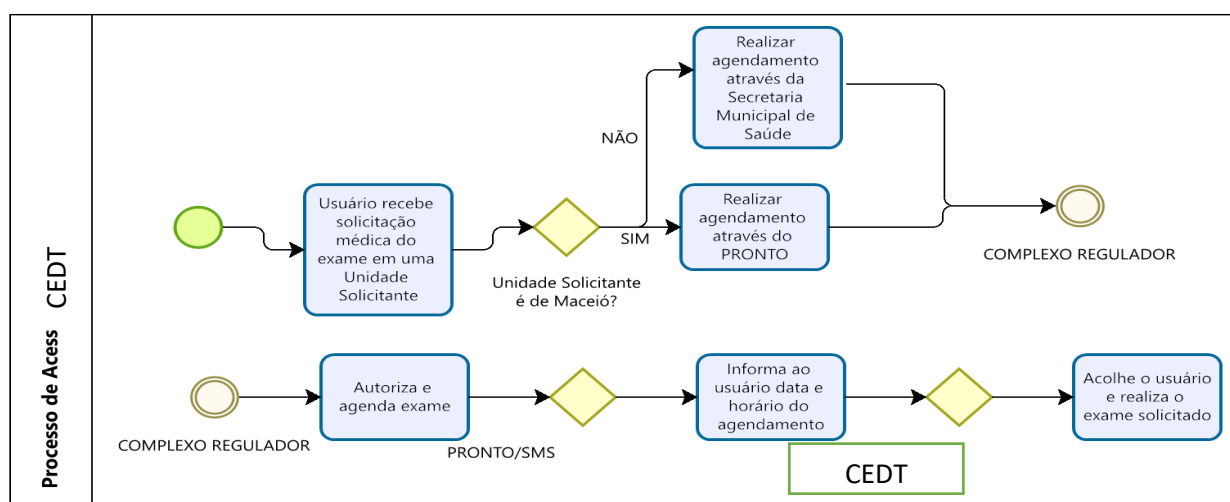 Processo de Acess CEDT
Usuário recebe
solicitação
médica do
exame em uma
Unidade
Solicitante
Unidade Solicitante
é de Maceió?
NÃO
SIM
Realizar
agendamento
através da
Secretaria
Municipal de
Saúde
Realizar
agendamento
através do
PRONTO
COMPLEXO REGULADOR
COMPLEXO REGULADOR
Autoriza e
agenda exame
PRONTO/SMS
Informa ao
usuário data e
horário do
agendamento
CEDT
Acolhe o usuário
e realiza o
exame solicitado